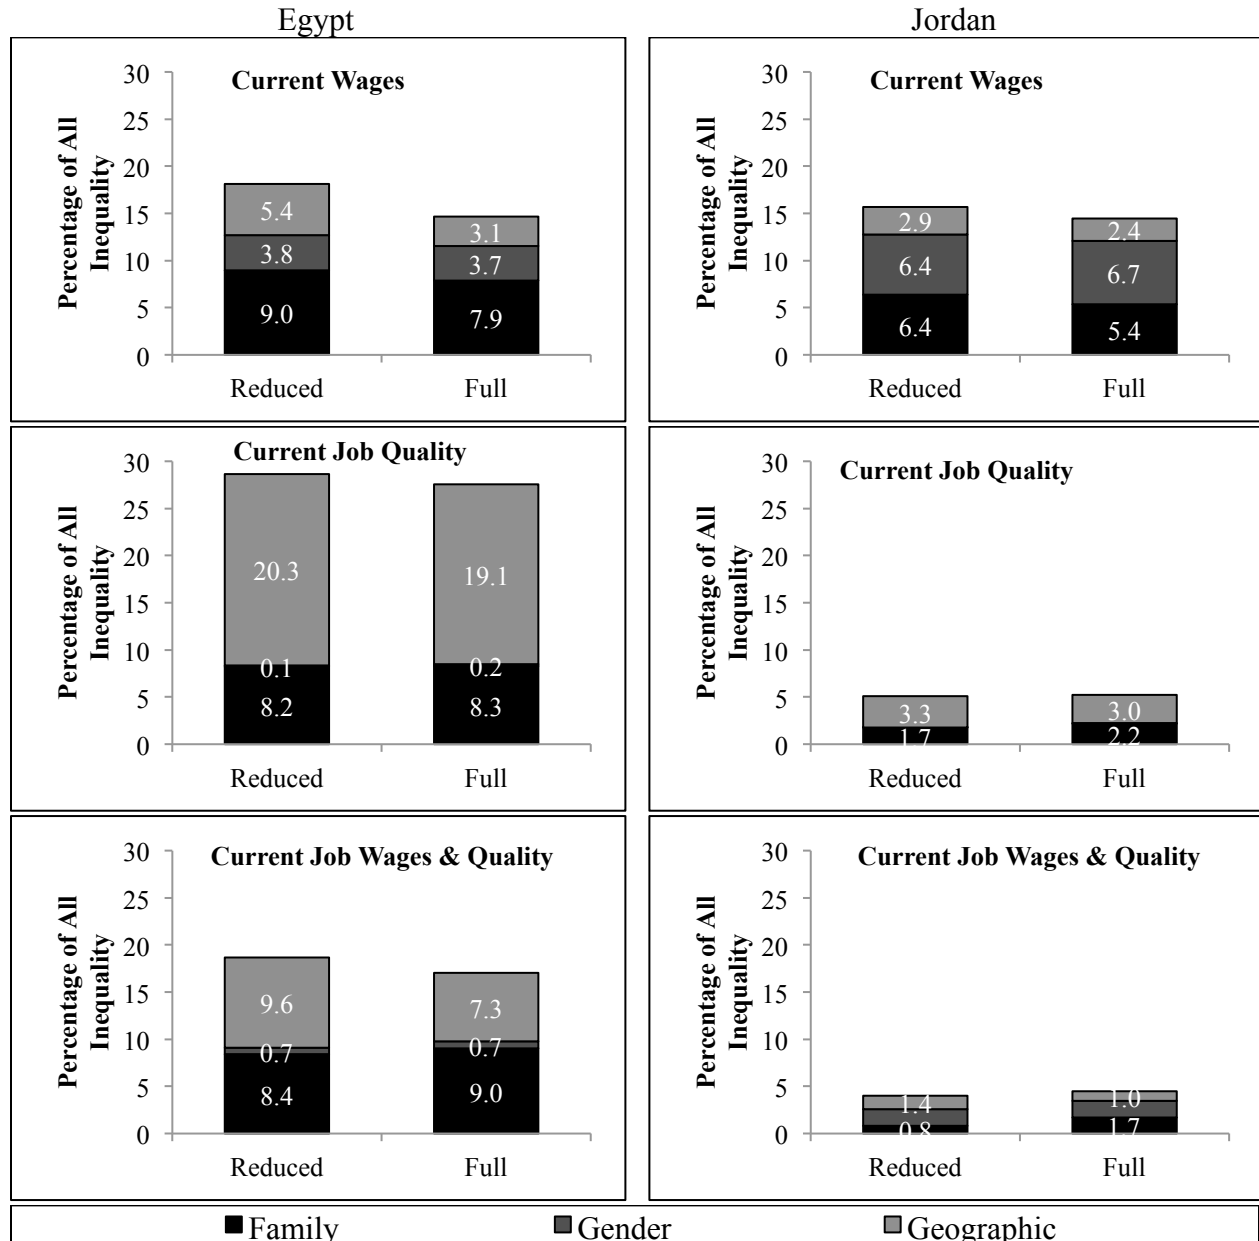 Egypt
Jordan
Current Wages
Percentage of All
Inequality
30
25
20
15
10
5
0
5.4
3.8
9.0
3.1
3.7
7.9
Reduced
Full
Current Wages
Percentage of All
Inequality
30
25
20
15
10
5
0
2.9
6.4
6.4
2.4
6.7
5.4
Reduced
Full
Current Job Quality
Percentage of All
Inequality
30
25
20
15
10
5
0
20.3
0.1
8.2
19.1
0.2
8.3
Reduced
Full
Current Job Quality
Percentage of All
Inequality
30
25
20
15
10
5
0
3.3
1.7
3.0
2.2
Reduced
Full
Current Job Wages & Quality
Percentage of All
Inequality
30
25
20
15
10
5
0
9.6
0.7
8.4
7.3
0.7
9.0
Reduced
Full
Current Job Wages & Quality
Percentage of All
Inequality
30
25
20
15
10
5
0
1.4
0.8
1.0
1.7
Reduced
Full
Family
Gender
Geographic